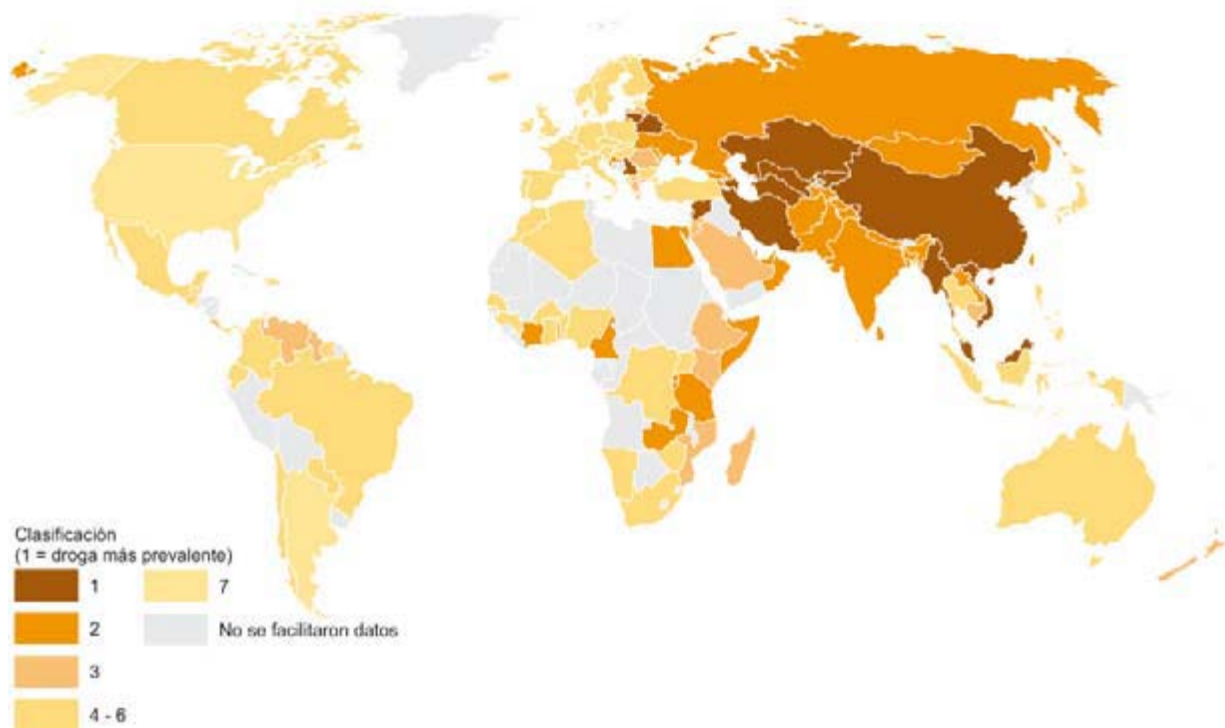 Clasificación
(1 = droga más prevalente)
1
7
2
No se facilitaron datos
3
4 - 6